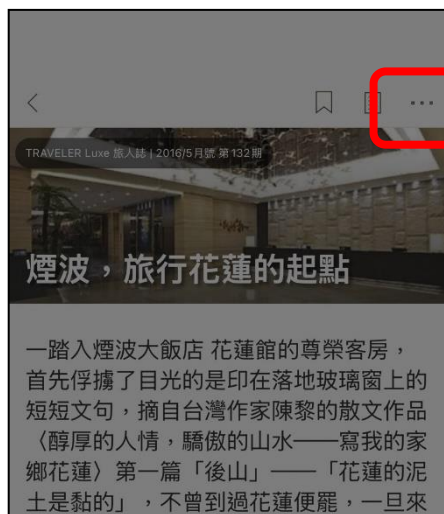 TRAVELER Luxe 旅人誌 | 2016/5月號 第132期
煙波，旅行花蓮的起點
一踏入煙波大飯店 花蓮館的尊榮客房，
首先俘擄了目光的是印在落地玻璃窗上的
短短文句，摘自台灣作家陳黎的散文作品
〈醇厚的人情，驕傲的山水——寫我的家
鄉花蓮〉第一篇「後山」——「花蓮的泥
土是黏的」，不曾到過花蓮便罷，一旦來